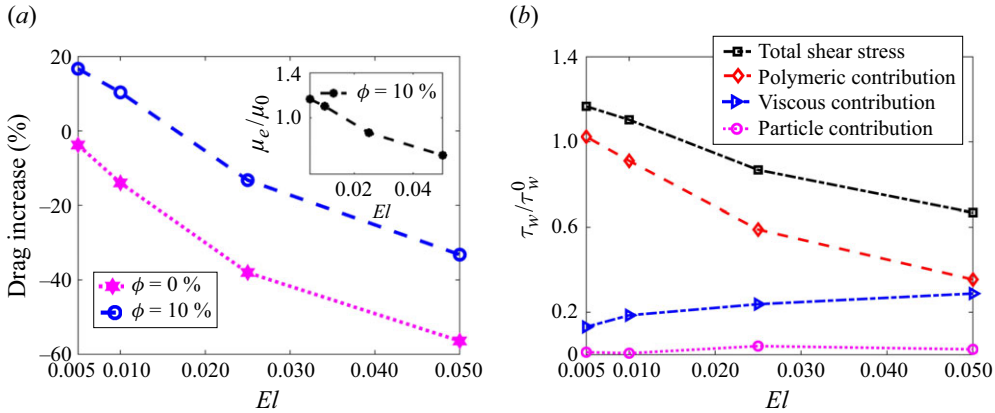 (a)
20
0
–20
–40
–60
Drag increase (%)
0.005 0.010 0.020 0.030 0.040 0.050
El
ϕ = 0 %
ϕ = 10 %
1.4
1.0
μe/μ0
ϕ = 10 %
0.02 0.04
El
(b)
1.4
1.0
0.6
0.2
0
τw/τ0w
Total shear stress
Polymeric contribution
Viscous contribution
Particle contribution
0.005 0.010 0.020 0.030 0.040 0.050
El